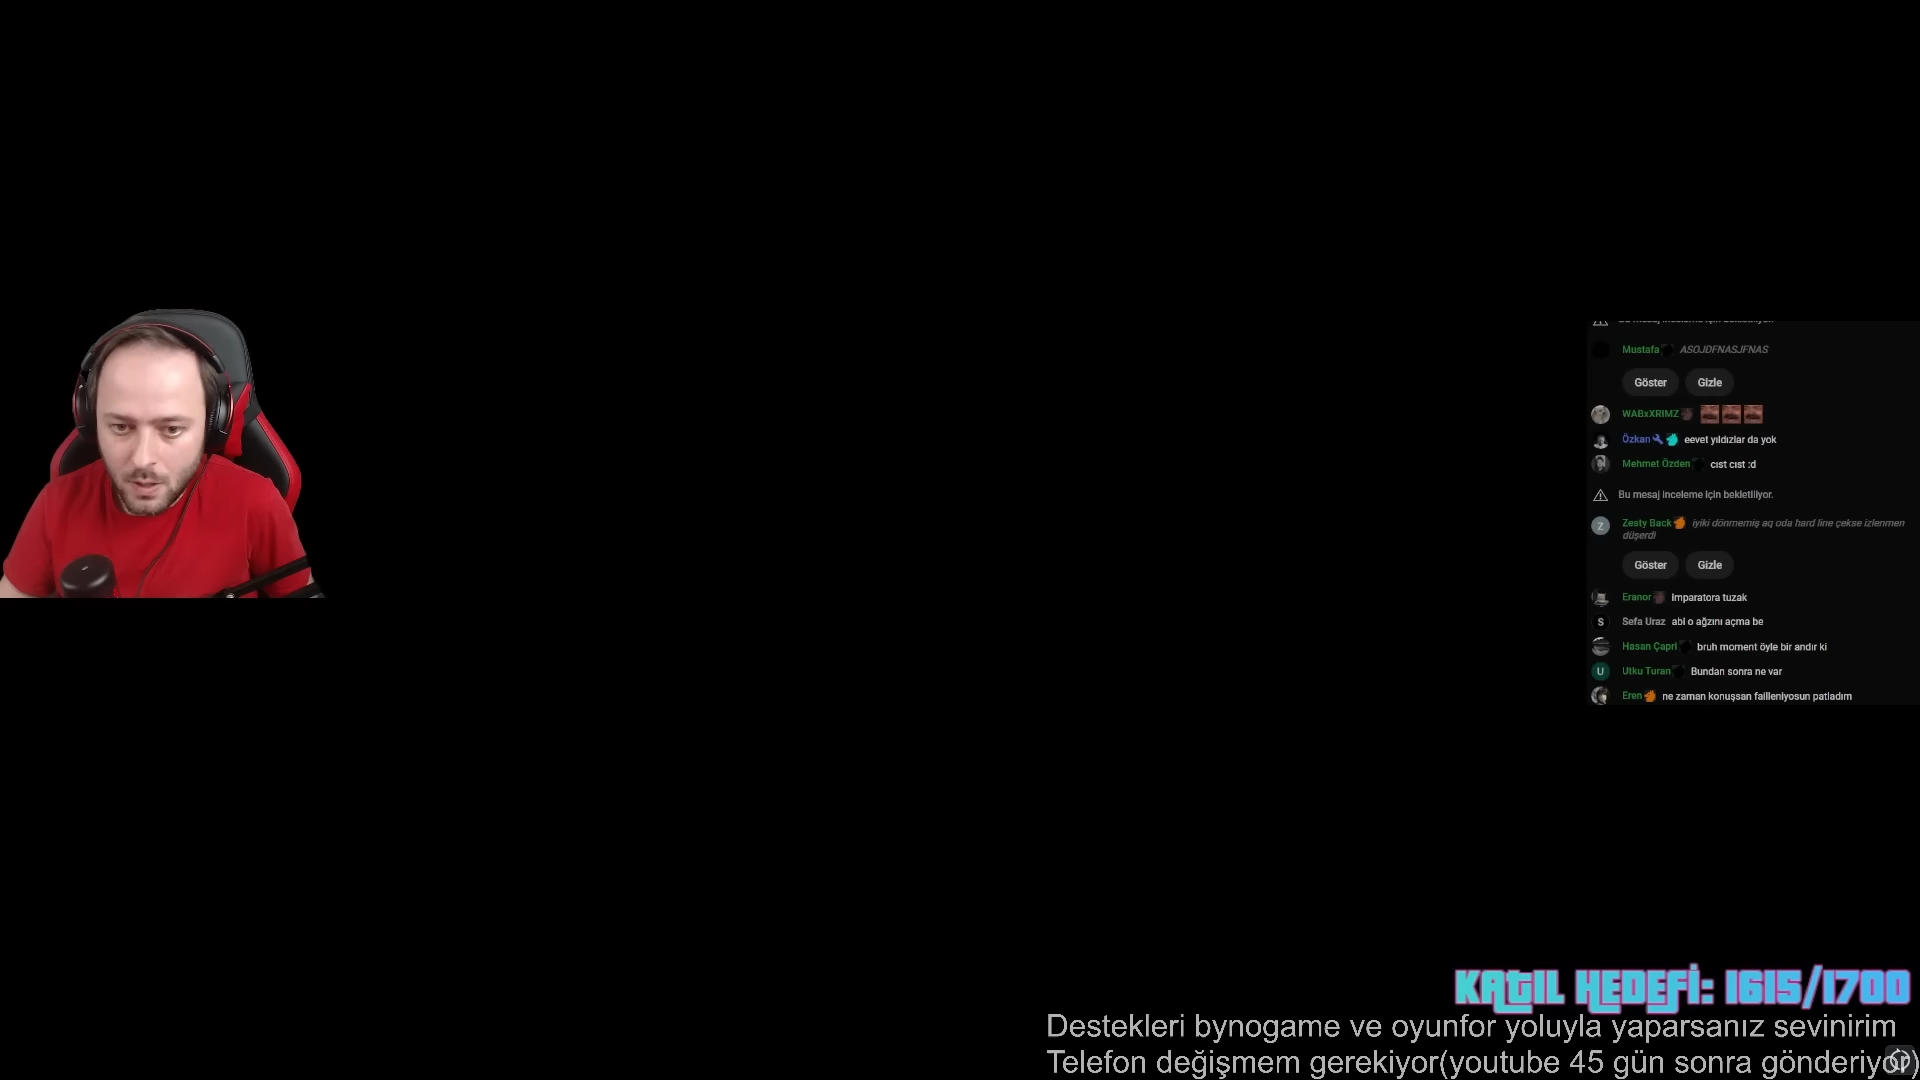 Mustafa ASOJDFNASJFNAS
Göster Gizle
WABxXRIMZ
Özkan eevet yıldızlar da yok
Mehmet Özden cıst cıst :d
Bu mesaj inceleme için bekletiliyor.
Z Zesty Back iyiki dönmemiş aq oda hard line çekse izlenmen
düşerdi
Göster Gizle
Eranor Imparatora tuzak
S Sefa Uraz abi o ağzını açma be
Hasan Çaprl bruh moment öyle bir andır ki
U Utku Turan Bundan sonra ne var
Eren ne zaman konuşsan failleniyosun patladım
KATIL HEDEFİ: 1615/1700
Destekleri bynogame ve oyunfor yoluyla yaparsanız sevinirim
Telefon değişmem gerekiyor(youtube 45 gün sonra gönderiyor)